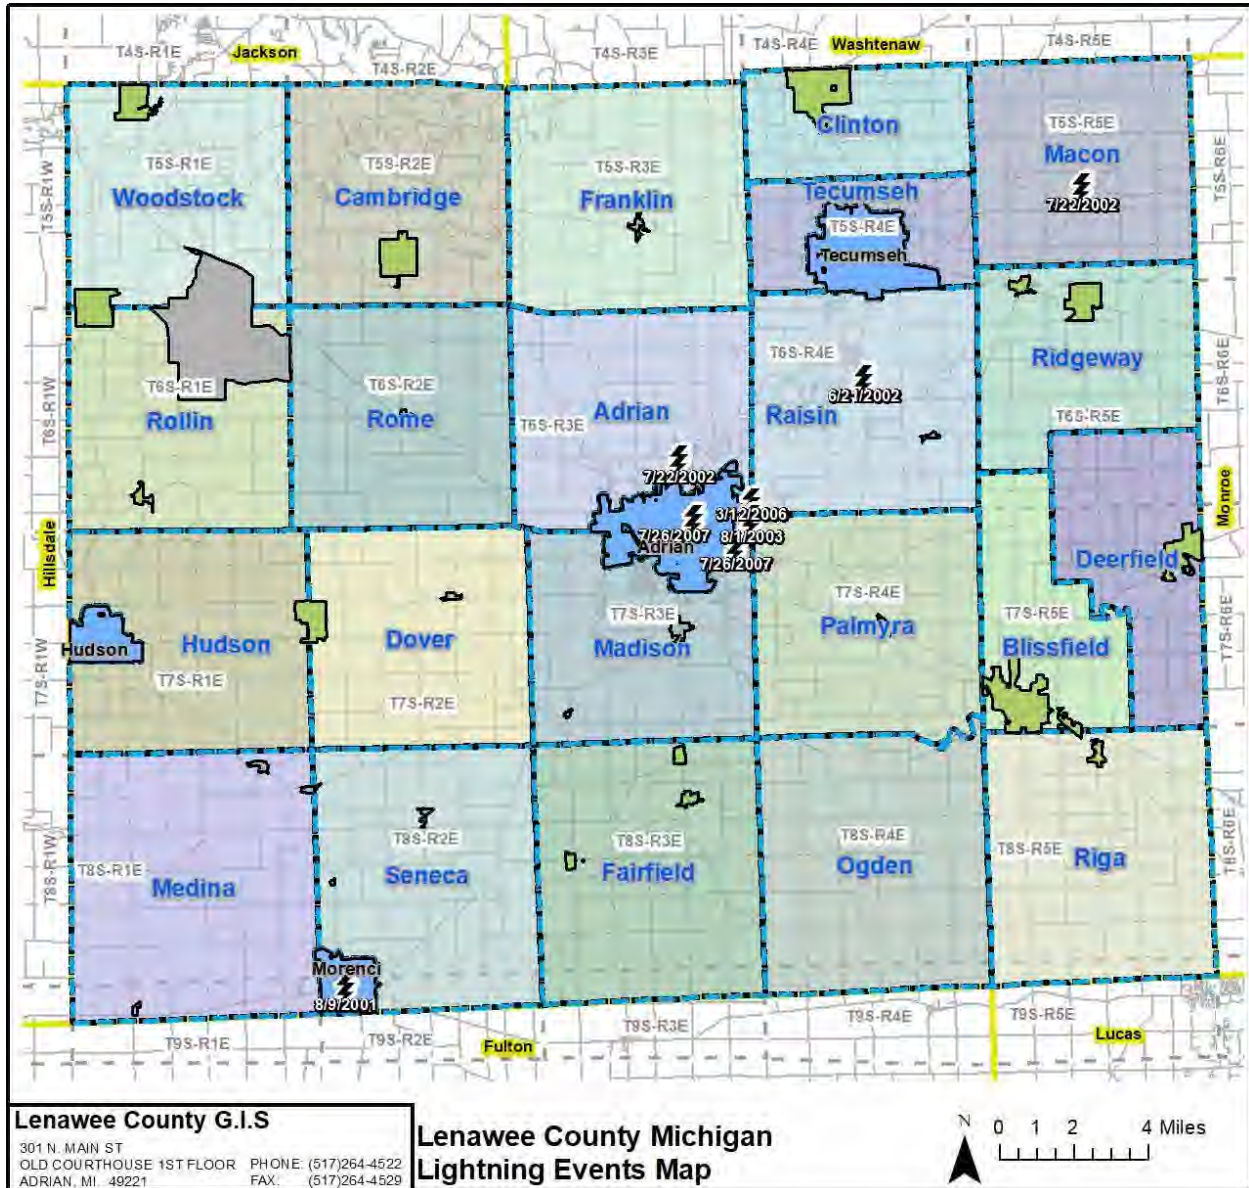 T4S-R1E
Jackson
T4S-R2E
T4S-R3E
T4S-R4E
Washtenaw
T4S-R5E
T5S-R1W
T5S-R1E
Woodstock
T5S-R2E
Cambridge
T5S-R3E
Franklin
Clinton
Tecumseh
T5S-R4E
Tecumseh
T5S-R5E
Macon
7/22/2002
T5S-R6E
T6S-R1W
T6S-R1E
Rollin
T6S-R2E
Rome
T6S-R3E
Adrian
7/22/2002
T6S-R4E
6/21/2002
Raisin
Ridgeway
T6S-R5E
T6S-R6E
Monroe
Hillsdale
3/12/2006
7/26/2007
8/1/2003
Adrian
7/26/2007
Deerfield
Hudson
Hudson
T7S-R1E
T7S-R1W
Dover
T7S-R2E
T7S-R3E
Madison
T7S-R4E
Palmyra
T7S-R5E
Blissfield
T7S-R6E
T8S-R1W
T8S-R1E
Medina
T8S-R2E
Seneca
Morenci
8/9/2001
T8S-R3E
Fairfield
T8S-R4E
Ogden
T8S-R5E
Riga
T8S-R6E
T9S-R1E
T9S-R2E
Fulton
T9S-R3E
T9S-R4E
T9S-R5E
Lucas
Lenawee County G.I.S
301 N. MAIN ST
OLD COURTHOUSE 1ST FLOOR PHONE: (517)264-4522
ADRIAN, MI. 49221 FAX: (517)264-4529
Lenawee County Michigan
Lightning Events Map
N
0 1 2 4 Miles